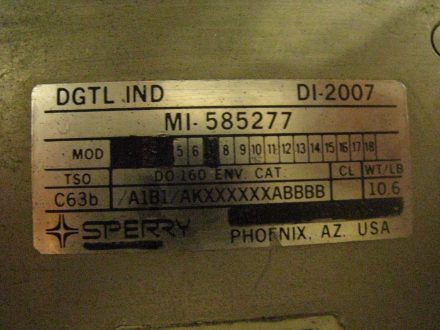 DGTL IND DI-2007
MI-585277
MOD 5 6 8 9 10 11 12 13 14 15 16 17 18
TSO DO-160 ENV CAT. CL WT/LB
C63b /A1B1/AKXXXXXXABBBB 10.6
SPERRY PHOENIX, AZ. USA